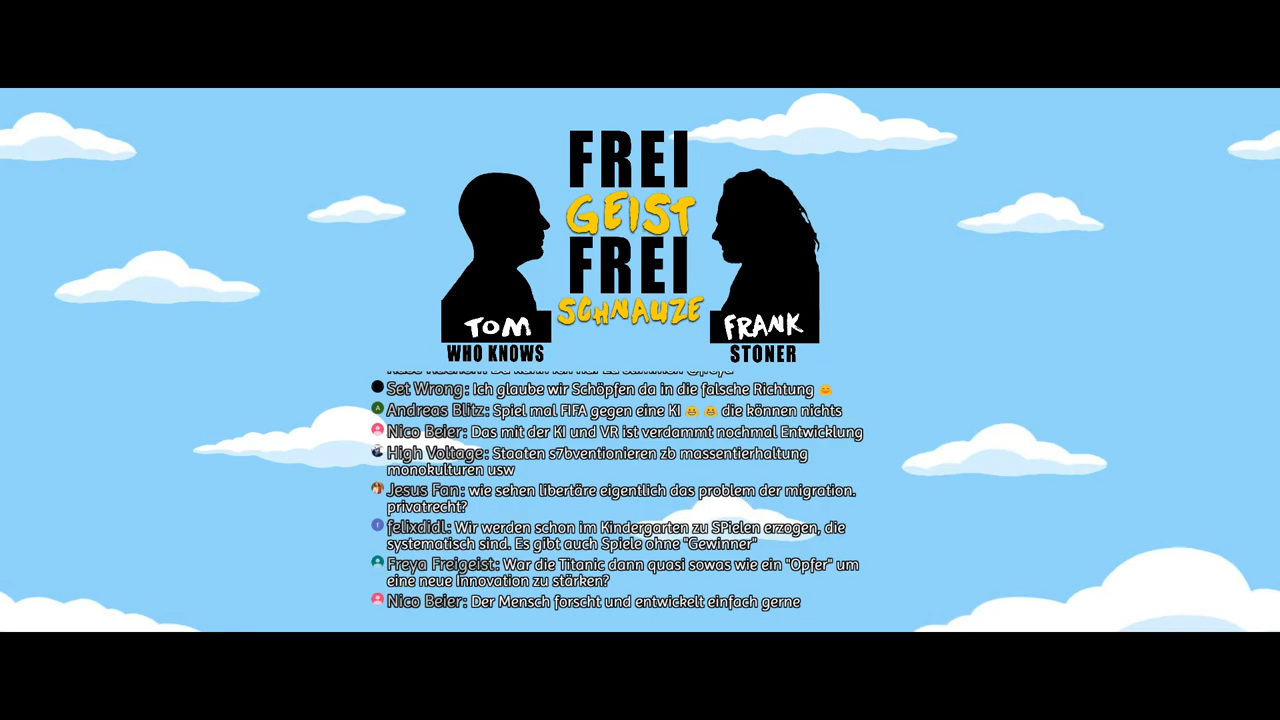 FREI
GEIST
FREI
SCHNAUZE
TOM
WHO KNOWS
FRANK
STONER
Set Wrong: Ich glaube wir Schöpfen da in die falsche Richtung 😊
Andreas Blitz: Spiel mal FIFA gegen eine KI 😂 😂 die können nichts
Nico Beier: Das mit der KI und VR ist verdammt nochmal Entwicklung
High Voltage: Staaten s7bventionieren zb massentierhaltung
monokulturen usw
Jesus Fan: wie sehen libertäre eigentlich das problem der migration.
privatrecht?
felixdidl: Wir werden schon im Kindergarten zu SPielen erzogen, die
systematisch sind. Es gibt auch Spiele ohne "Gewinner"
Freya Freigeist: War die Titanic dann quasi sowas wie ein "Opfer" um
eine neue Innovation zu stärken?
Nico Beier: Der Mensch forscht und entwickelt einfach gerne